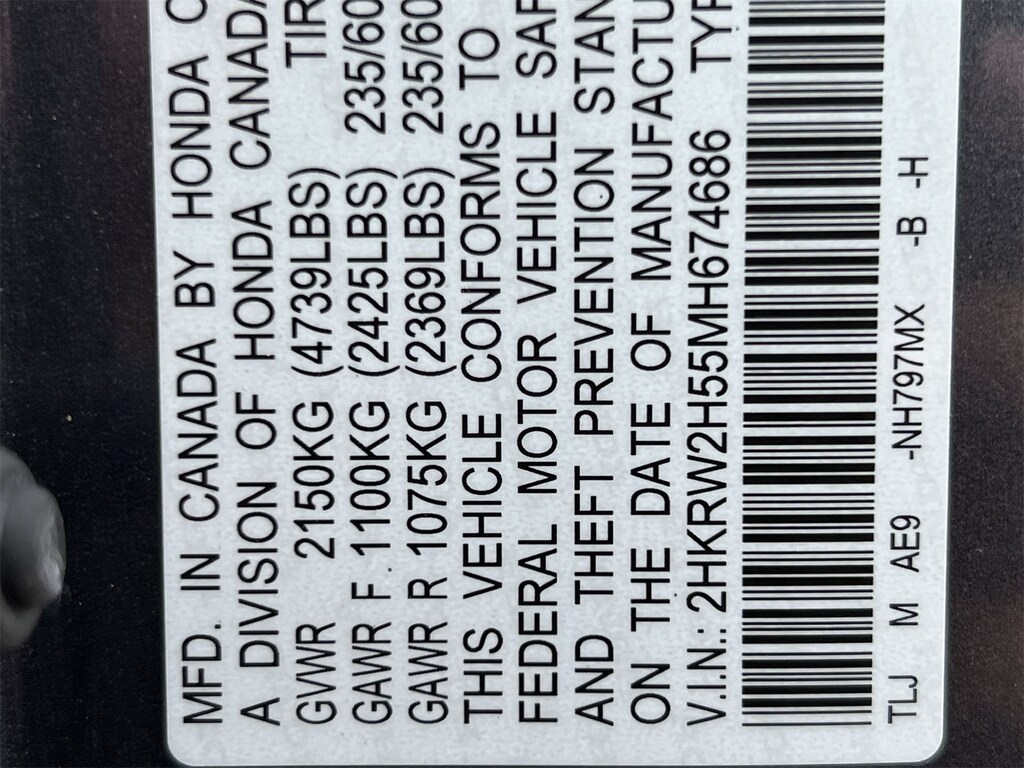 MFD. IN CANADA BY HONDA C
A DIVISION OF HONDA CANADA
GVWR 2150KG (4739LBS) TIR
GAWR F 1100KG (2425LBS) 235/60
GAWR R 1075KG (2369LBS) 235/60
THIS VEHICLE CONFORMS TO
FEDERAL MOTOR VEHICLE SAF
AND THEFT PREVENTION STAN
ON THE DATE OF MANUFACTU
V.I.N.: 2HKRW2H55MH674686 TYP
TLJ M AE9 -NH797MX -B -H